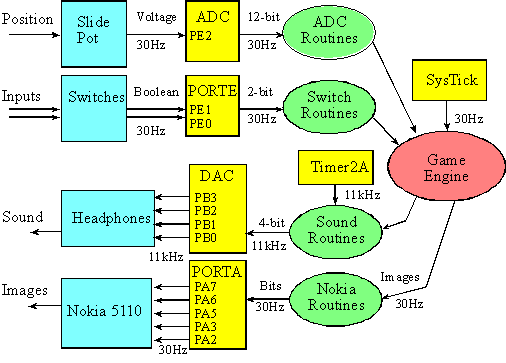 Position
Slide
Pot
Voltage
30Hz
ADC
PE2
12-bit
30Hz
ADC
Routines
Inputs
Switches
Boolean
30Hz
PORTE
PE1
PE0
2-bit
30Hz
Switch
Routines
SysTick
30Hz
Game
Engine
Timer2A
11kHz
Sound
Headphones
11kHz
DAC
PB3
PB2
PB1
PB0
4-bit
11kHz
Sound
Routines
Images
Nokia 5110
30Hz
PORTA
PA7
PA6
PA5
PA3
PA2
Bits
30Hz
Nokia
Routines
Images
30Hz